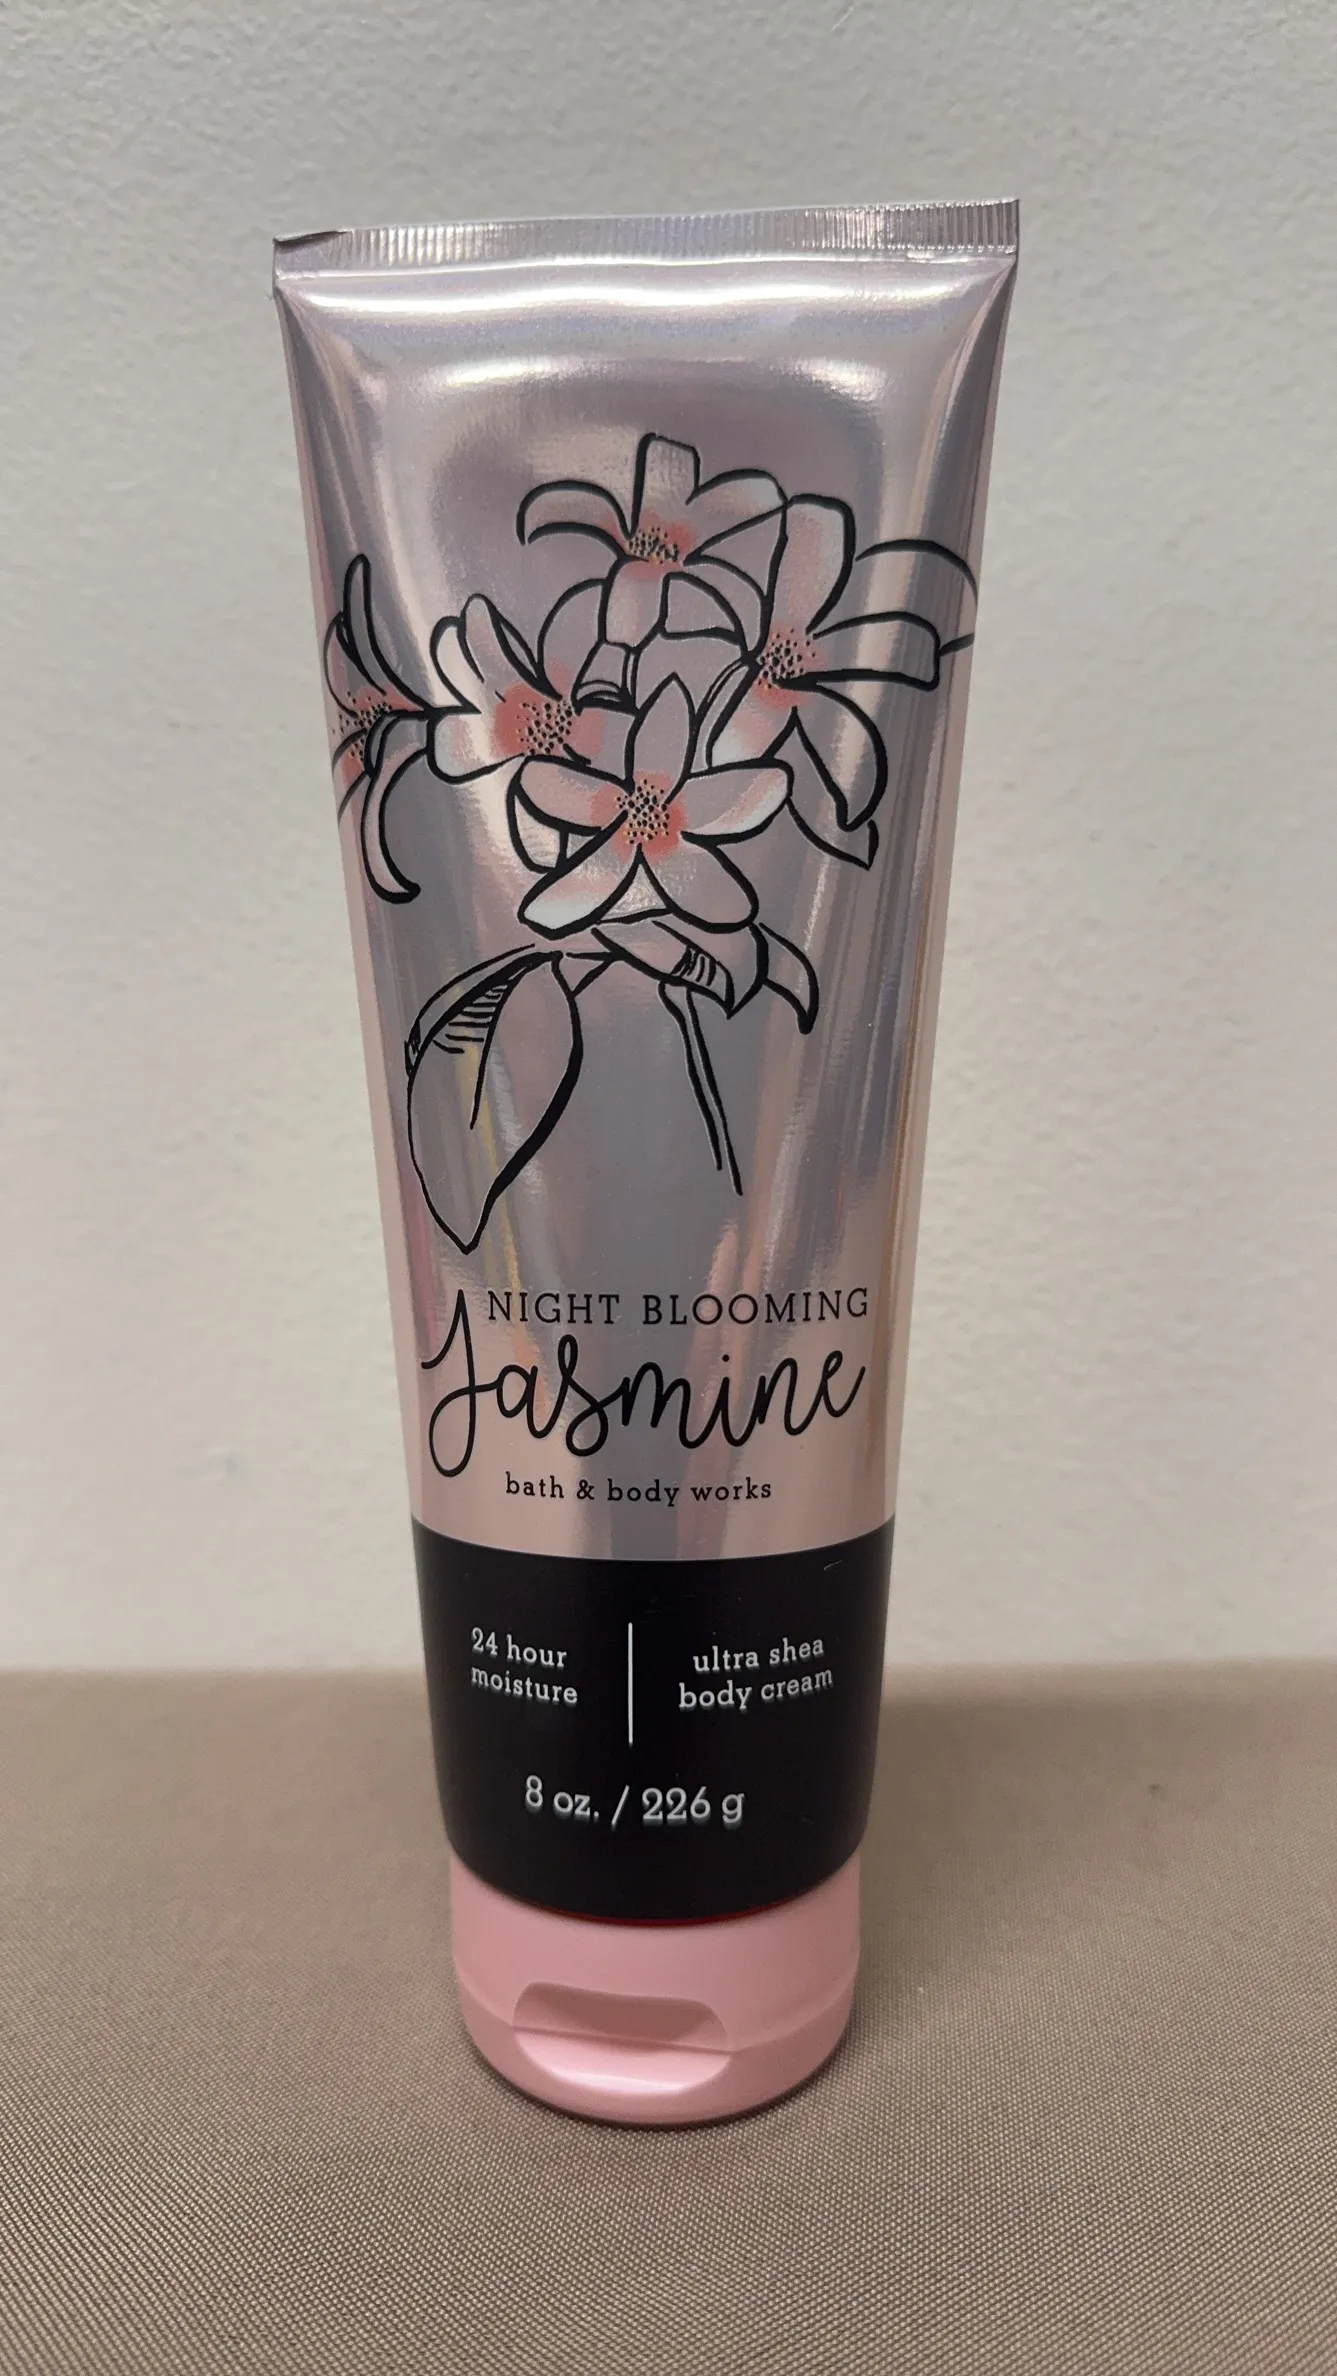 NIGHT BLOOMING
Jasmine
bath & body works
24 hour
moisture
ultra shea
body cream
8 oz. / 226 g